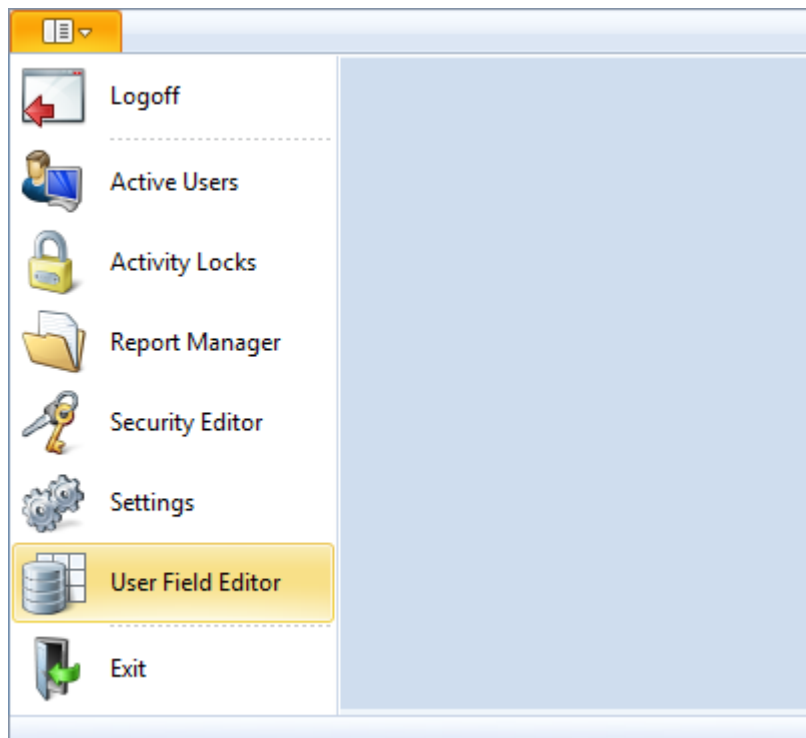 Logoff
Active Users
Activity Locks
Report Manager
Security Editor
Settings
User Field Editor
Exit